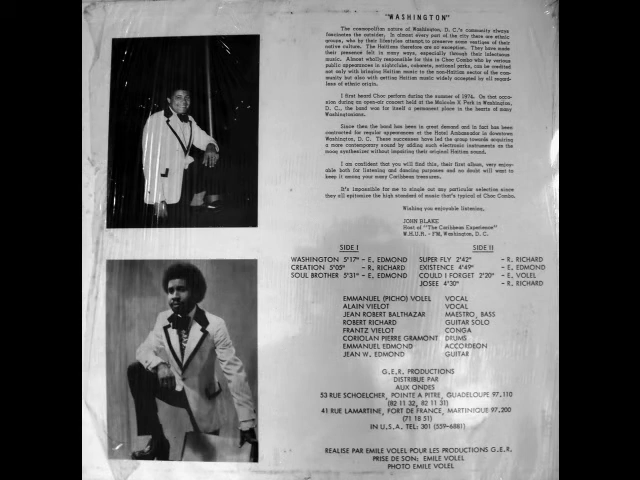 "WASHINGTON"
The cosmopolitan nature of Washington, D. C.'s community always
fascinates the outsider. In almost every part of the city there are ethnic
groups, who by their lifestyles attempt to preserve some vestiges of their
native culture. The Haitians therefore are no exception. They have made
their presence felt in many ways, especially through their infectious
music. Almost wholly responsible for this is Choc Combo who by various
public appearances in nightclubs, cabarets, national parks, can be credited
not only with bringing Haitian music to the non-Haitian sector of the com-
munity but also with getting Haitian music widely accepted by all regard-
less of ethnic origin.
I first heard Choc perform during the summer of 1974. On that occa-
sion during an open-air concert held at the Malcolm X Park in Washington,
D. C., the band won for itself a permanent place in the hearts of many
Washingtonians.
Since then the band has been in great demand and in fact has been
contracted for regular appearances at the Hotel Ambassador in downtown
Washington, D. C. These successes have led the group towards acquiring
a more contemporary sound by adding such electronic instruments as the
moog synthesizer without impairing their original Haitian sound.
I am confident that you will find this, their first album, very enjoy-
able both for listening and dancing purposes and no doubt will want to
keep it among your many Caribbean treasures.
It's impossible for me to single out any particular selection since
they all epitomize the high standard of music that's typical of Choc Combo.
Wishing you enjoyable listening,
JOHN BLAKE
Host of "The Caribbean Experience"
W.H.U.R. - FM, Washington, D. C.
SIDE I
WASHINGTON 5'17" - E, EDMOND
CREATION 5'05" - R, RICHARD
SOUL BROTHER 5'31" - E, EDMOND
SIDE II
SUPER FLY 2'42" - R, RICHARD
EXISTENCE 4'49" - E, EDMOND
COULD I FORGET 2'20" - E, VOLEL
JOSEE 4'30" - R, RICHARD
EMMANUEL (PICHO) VOLEL VOCAL
ALAIN VIELOT VOCAL
JEAN ROBERT BALTHAZAR MAESTRO, BASS
ROBERT RICHARD GUITAR SOLO
FRANTZ VIELOT CONGA
CORIOLAN PIERRE GRAMONT DRUMS
EMMANUEL EDMOND ACCORDEON
JEAN W. EDMOND GUITAR
G.E.R. PRODUCTIONS
DISTRIBUE PAR
AUX ONDES
53 RUE SCHOELCHER, POINTE A PITRE, GUADELOUPE 97.110
(82 11 32, 82 11 31)
41 RUE LAMARTINE, FORT DE FRANCE, MARTINIQUE 97.200
(71 18 51)
IN U.S.A. TEL: 301 (559-6881)
REALISE PAR EMILE VOLEL POUR LES PRODUCTIONS G.E.R.
PRISE DE SON: EMILE VOLEL
PHOTO EMILE VOLEL